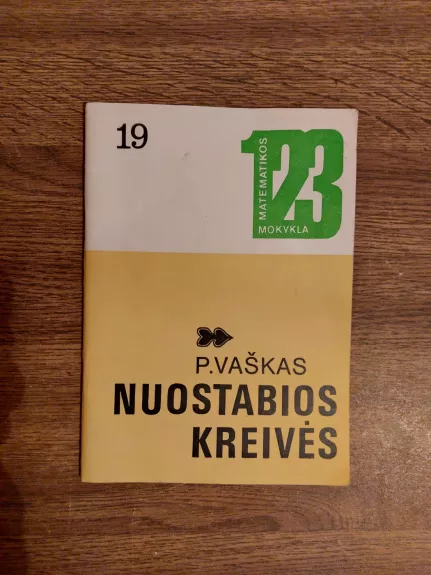 19
123
MATEMATIKOS
MOKYKLA
P.VAŠKAS
NUOSTABIOS
KREIVĖS